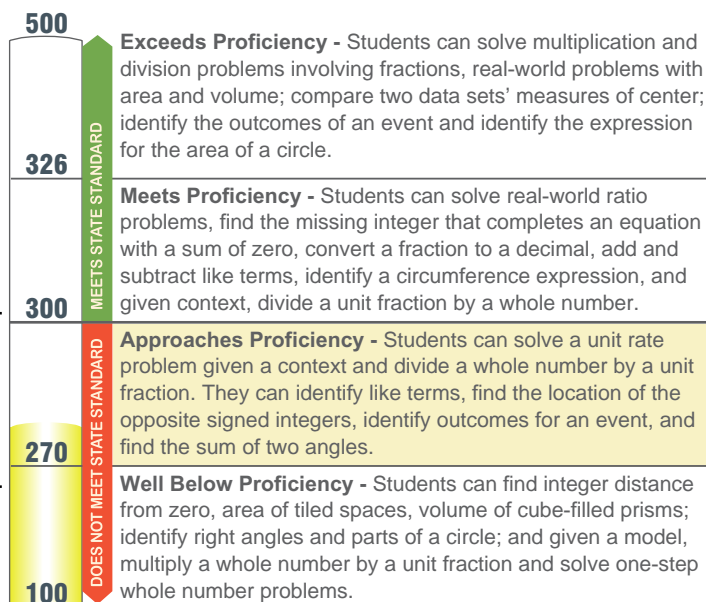 500
Exceeds Proficiency - Students can solve multiplication and
division problems involving fractions, real-world problems with
area and volume; compare two data sets' measures of center;
identify the outcomes of an event and identify the expression
for the area of a circle.
326
MEETS STATE STANDARD
Meets Proficiency - Students can solve real-world ratio
problems, find the missing integer that completes an equation
with a sum of zero, convert a fraction to a decimal, add and
subtract like terms, identify a circumference expression, and
given context, divide a unit fraction by a whole number.
300
Approaches Proficiency - Students can solve a unit rate
problem given a context and divide a whole number by a unit
fraction. They can identify like terms, find the location of the
opposite signed integers, identify outcomes for an event, and
find the sum of two angles.
270
DOES NOT MEET STATE STANDARD
Well Below Proficiency - Students can find integer distance
from zero, area of tiled spaces, volume of cube-filled prisms;
identify right angles and parts of a circle; and given a model,
multiply a whole number by a unit fraction and solve one-step
whole number problems.
100